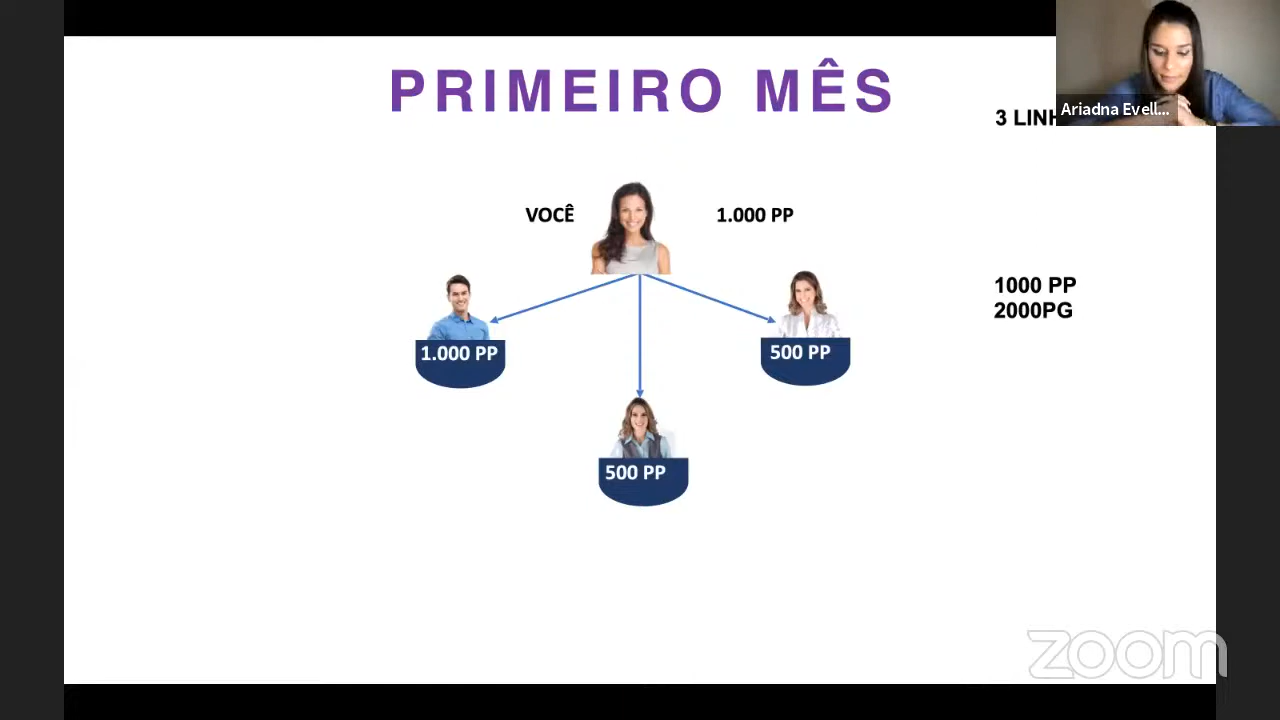 PRIMEIRO MÊS
Ariadna Evell...
3 LINH
VOCÊ
1.000 PP
1000 PP
2000PG
1.000 PP
500 PP
500 PP
zoom